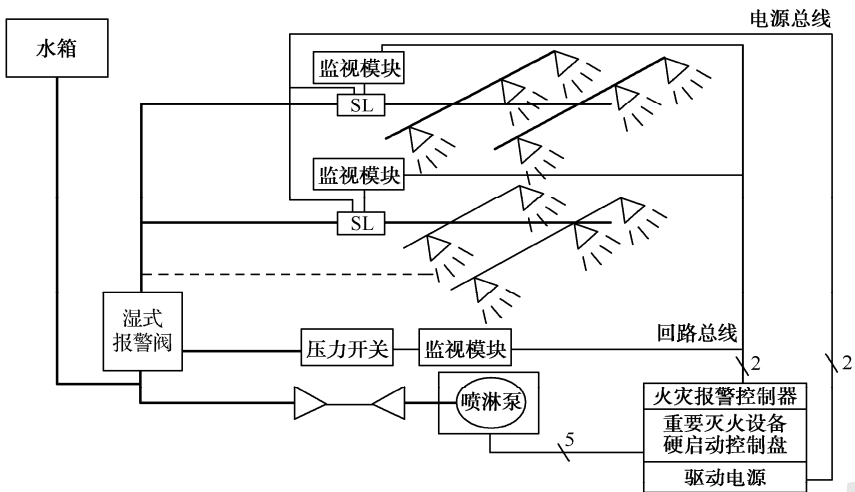 电源总线
水箱
监视模块
SL
监视模块
SL
湿式
报警阀
压力开关
监视模块
回路总线
2
2
喷淋泵
5
火灾报警控制器
重要灭火设备
硬启动控制盘
驱动电源